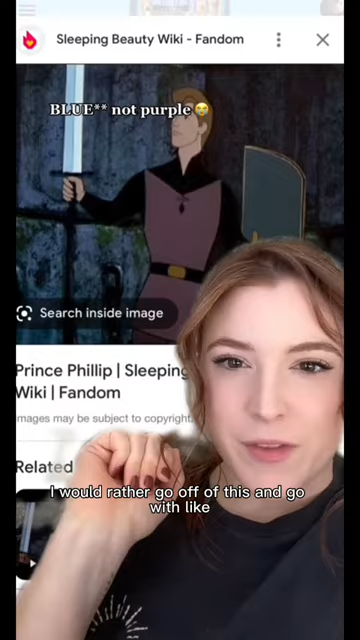 Sleeping Beauty Wiki - Fandom
BLUE** not purple 😭
Search inside image
Prince Phillip | Sleeping
Wiki | Fandom
Images may be subject to copyright.
Related
I would rather go off of this and go
with like